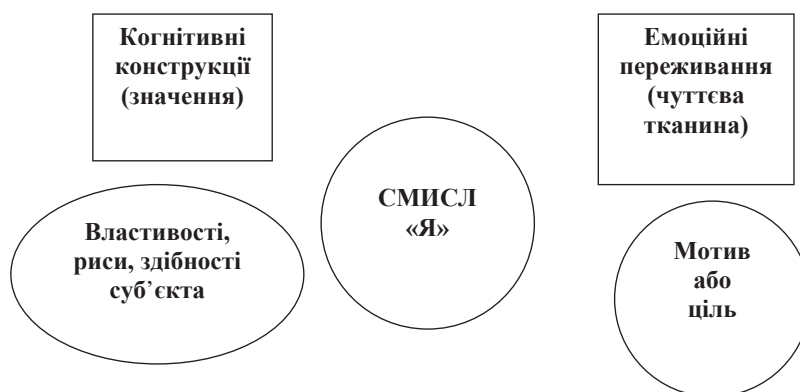 Когнітивні
конструкції
(значення)
Емоційні
переживання
(чуттєва
тканина)
СМИСЛ
«Я»
Властивості,
риси, здібності
суб’єкта
Мотив
або
ціль